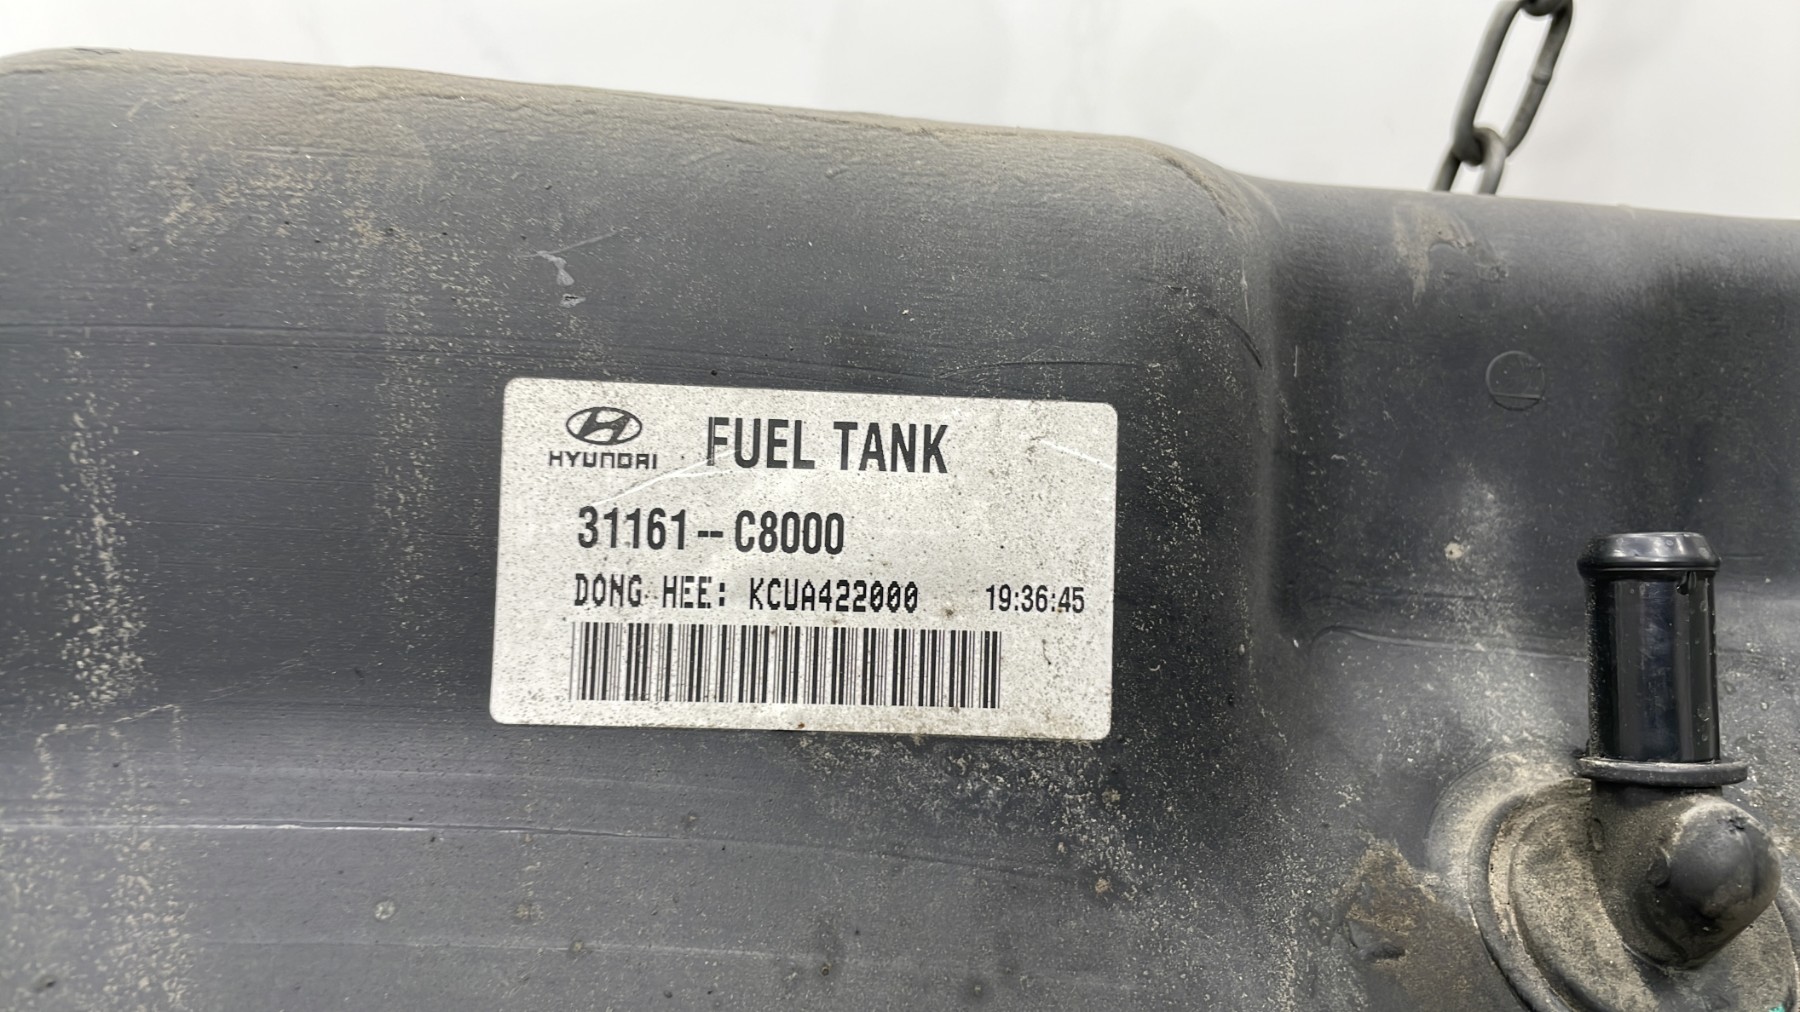 HYUNDAI FUEL TANK
31161-- C8000
DONG HEE: KCUA422000 19:36:45